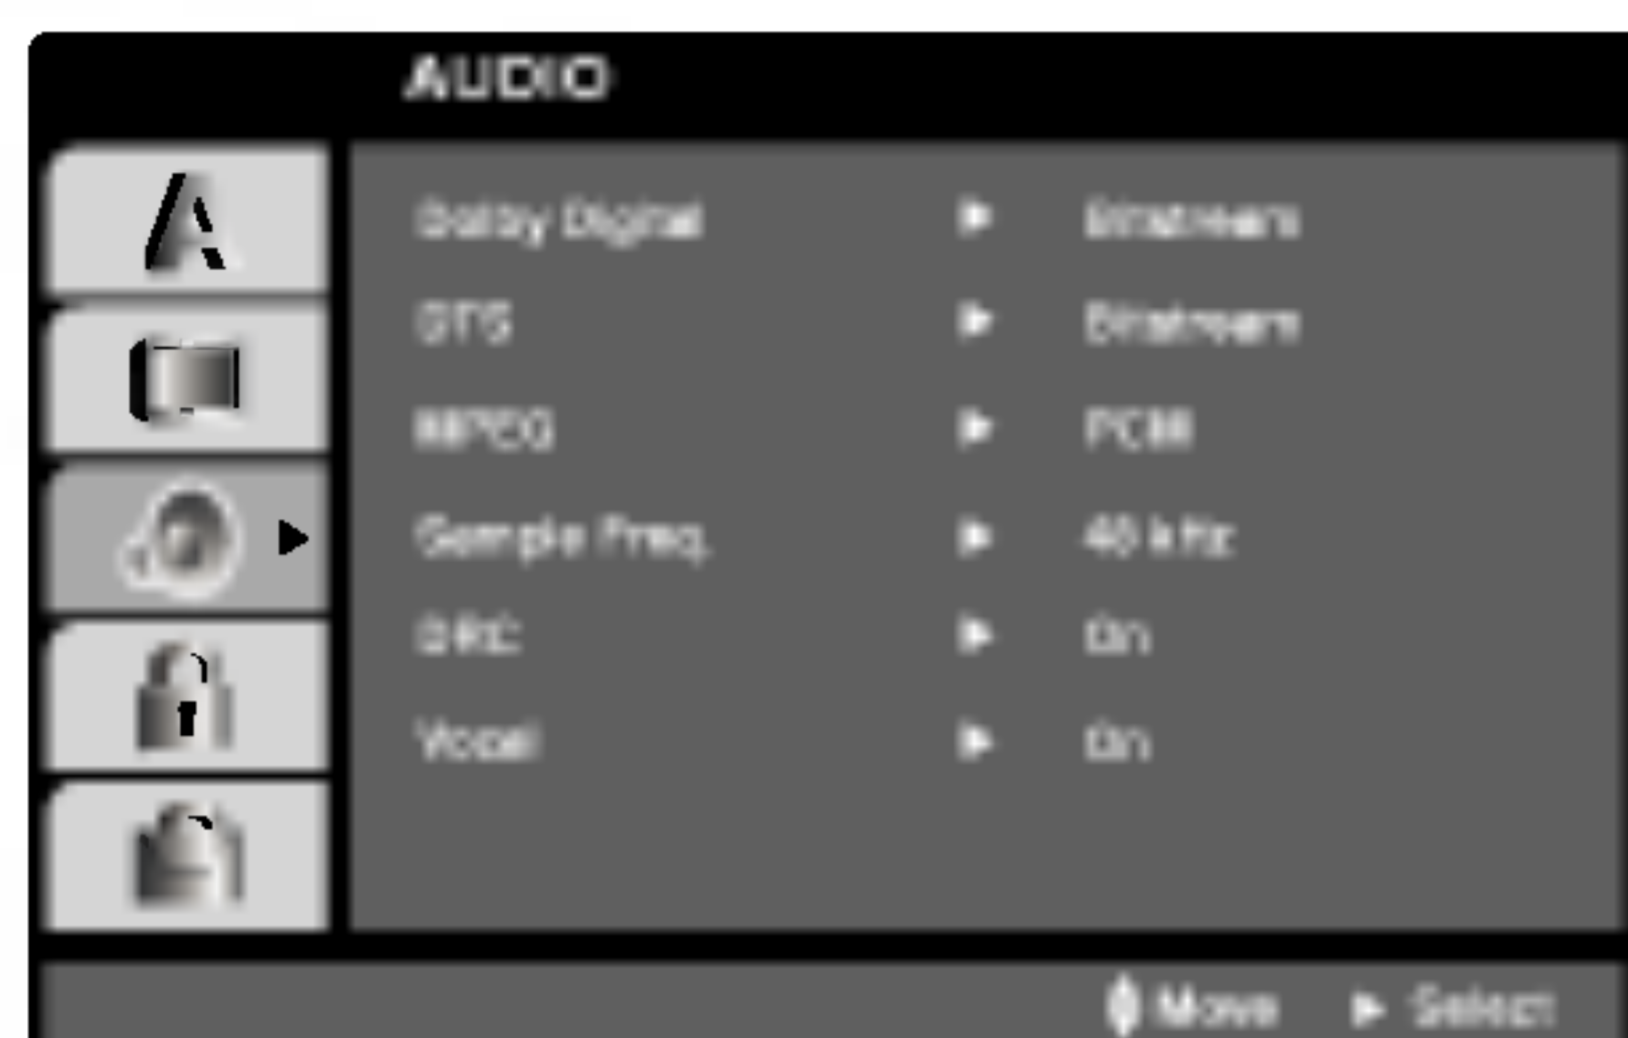 AUDIO
Dolby Digital ▶ Bitstream
DTS ▶ Bitstream
MPEG ▶ PCM
Sample Freq. ▶ 48 kHz
DRC ▶ On
Vocal ▶ On
Move ▶ Select